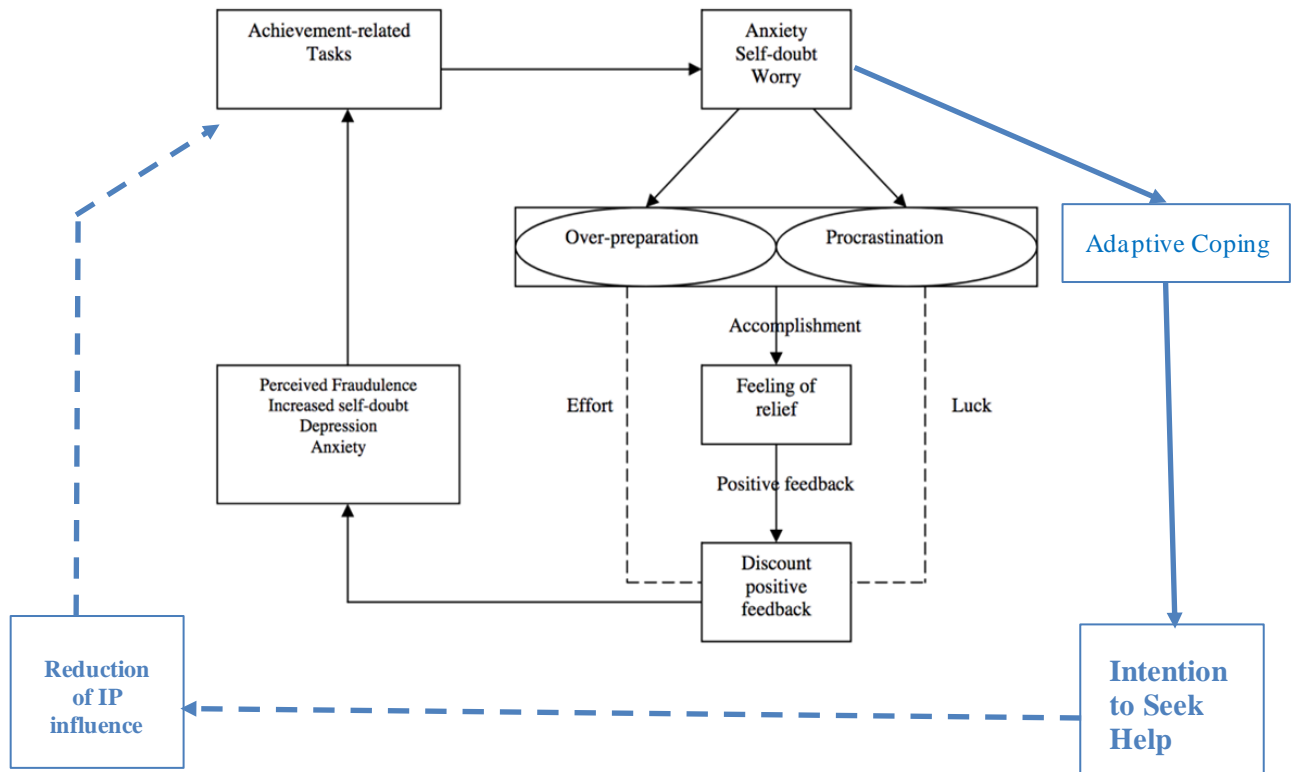 Achievement-related
Tasks
Anxiety
Self-doubt
Worry
Over-preparation
Procrastination
Adaptive Coping
Accomplishment
Perceived Fraudulence
Increased self-doubt
Depression
Anxiety
Effort
Feeling of
relief
Luck
Positive feedback
Discount
positive
feedback
Reduction
of IP
influence
Intention
to Seek
Help